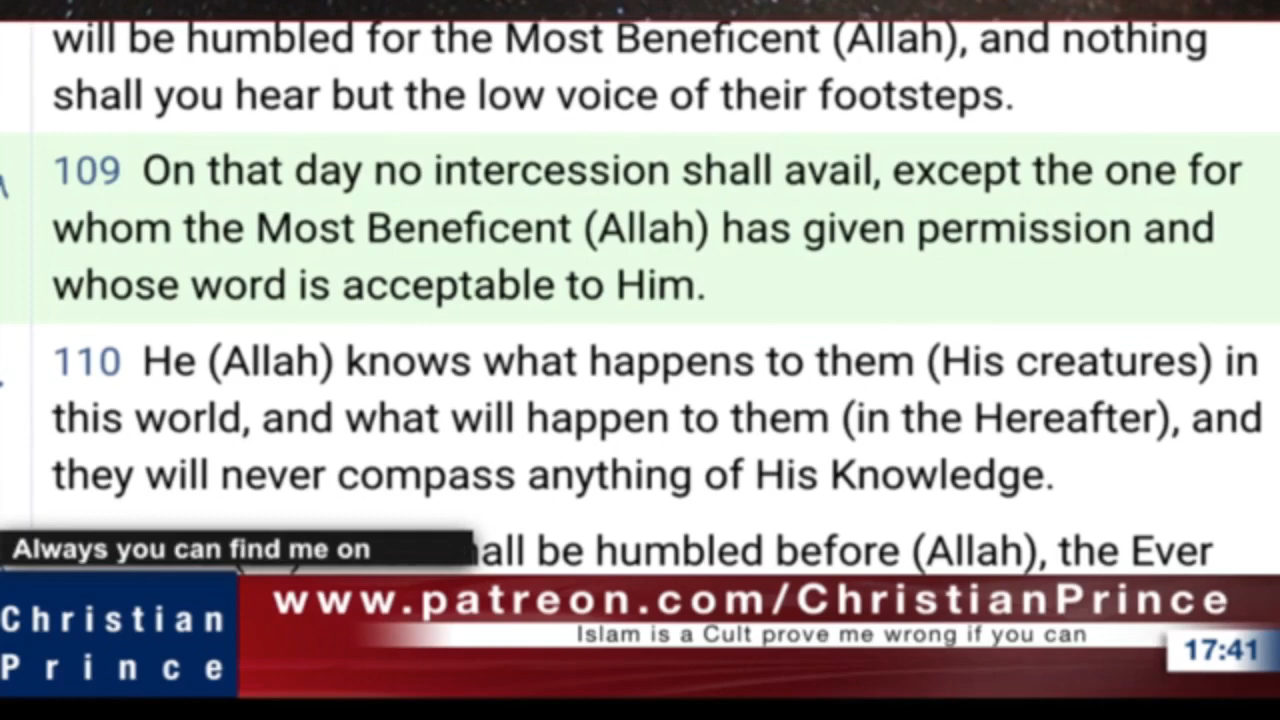 will be humbled for the Most Beneficent (Allah), and nothing
shall you hear but the low voice of their footsteps.
109 On that day no intercession shall avail, except the one for
whom the Most Beneficent (Allah) has given permission and
whose word is acceptable to Him.
110 He (Allah) knows what happens to them (His creatures) in
this world, and what will happen to them (in the Hereafter), and
they will never compass anything of His Knowledge.
be humbled before (Allah), the Ever
Always you can find me on
Christian
Prince
www.patreon.com/ChristianPrince
Islam is a Cult prove me wrong if you can
17:41